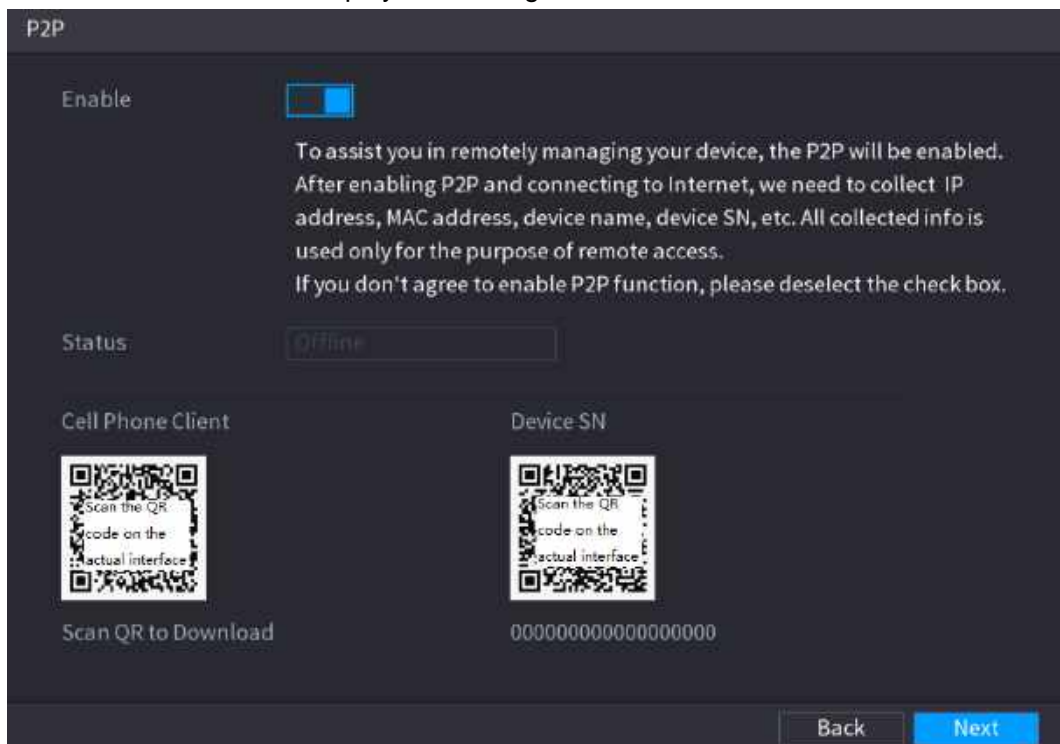 P2P
Enable
To assist you in remotely managing your device, the P2P will be enabled.
After enabling P2P and connecting to Internet, we need to collect IP
address, MAC address, device name, device SN, etc. All collected info is
used only for the purpose of remote access.
If you don't agree to enable P2P function, please deselect the check box.
Status
Offline
Cell Phone Client
Device SN
Scan the QR
code on the
actual interface
Scan the QR
code on the
actual interface
Scan QR to Download
000000000000000000
Back
Next